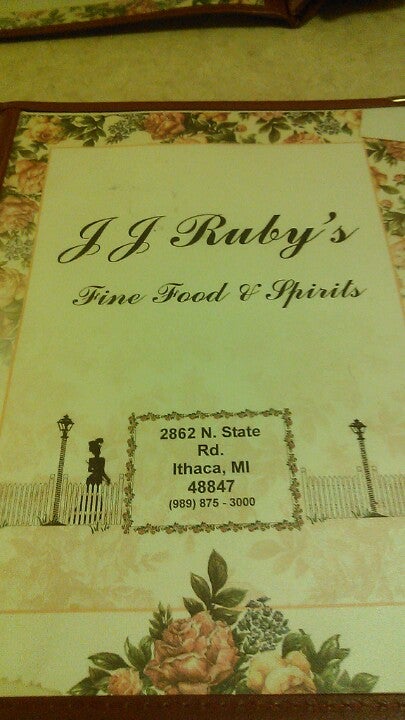 J J Ruby's
Fine Food & Spirits
2862 N. State
Rd.
Ithaca, MI
48847
(989) 875 - 3000